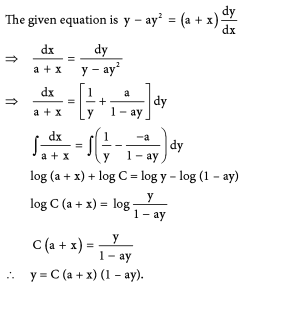 The given equation is y − ay² = (a + x) dy/dx
⇒ dx/(a + x) = dy/(y − ay²)
⇒ dx/(a + x) = [1/y + a/(1 − ay)] dy
∫ dx/(a + x) = ∫ (1/y − −a/(1 − ay)) dy
log (a + x) + log C = log y − log (1 − ay)
log C (a + x) = log y/(1 − ay)
C (a + x) = y/(1 − ay)
∴ y = C (a + x) (1 − ay).